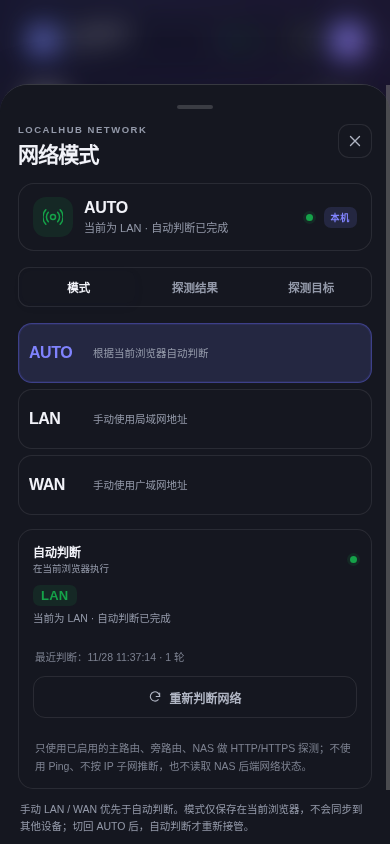 LOCALHUB NETWORK
网络模式
AUTO
当前为 LAN · 自动判断已完成
本机
模式
探测结果
探测目标
AUTO
根据当前浏览器自动判断
LAN
手动使用局域网地址
WAN
手动使用广域网地址
自动判断
在当前浏览器执行
LAN
当前为 LAN · 自动判断已完成
最近判断：11/28 11:37:14 · 1 轮
重新判断网络
只使用已启用的主路由、旁路由、NAS 做 HTTP/HTTPS 探测；不使
用 Ping、不按 IP 子网推断，也不读取 NAS 后端网络状态。
手动 LAN / WAN 优先于自动判断。模式仅保存在当前浏览器，不会同步到
其他设备；切回 AUTO 后，自动判断才重新接管。